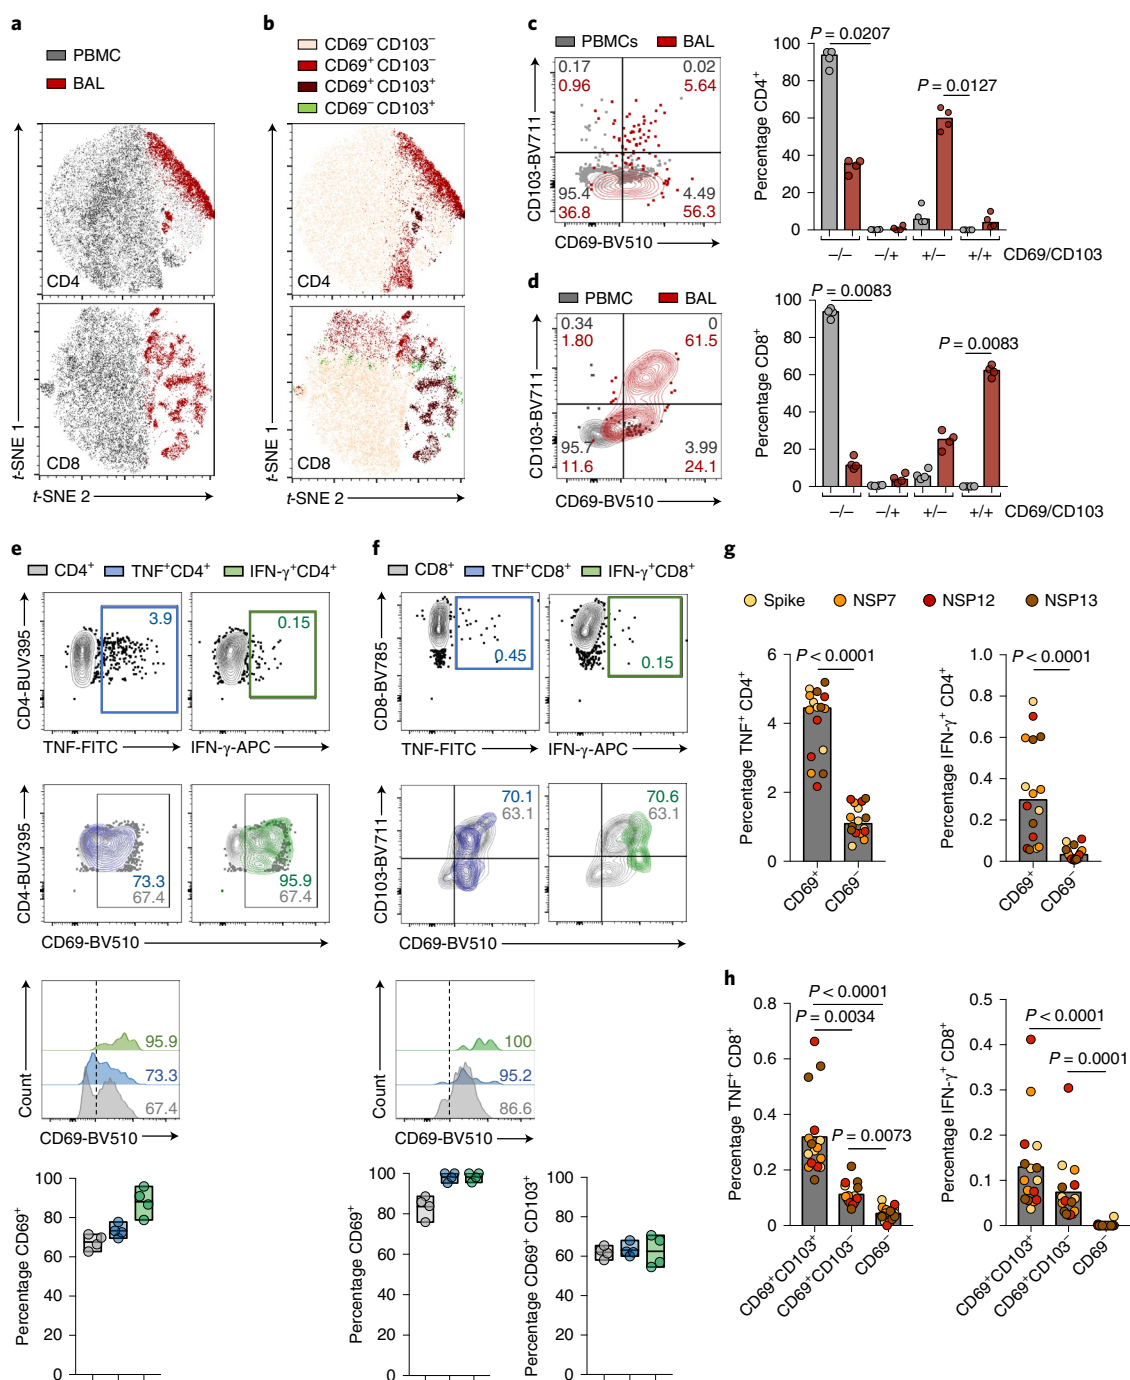 a
PBMC
BAL
t-SNE 1
CD4
CD8
t-SNE 2
b
CD69⁻ CD103⁻
CD69⁺ CD103⁻
CD69⁺ CD103⁺
CD69⁻ CD103⁺
t-SNE 1
CD4
CD8
t-SNE 2
c
PBMCs BAL
0.17 0.02
0.96 5.64
95.4 4.49
36.8 56.3
CD103-BV711
CD69-BV510
Percentage CD4⁺
100
80
60
40
20
0
P = 0.0207
P = 0.0127
–/– –/+ +/– +/+ CD69/CD103
d
PBMC BAL
0.34 0
1.80 61.5
95.7 3.99
11.6 24.1
CD103-BV711
CD69-BV510
Percentage CD8⁺
100
80
60
40
20
0
P = 0.0083
P = 0.0083
–/– –/+ +/– +/+ CD69/CD103
e
CD4⁺ TNF⁺CD4⁺ IFN-γ⁺CD4⁺
CD4-BUV395
3.9
0.15
TNF-FITC IFN-γ-APC
CD4-BUV395
73.3
67.4
95.9
67.4
CD69-BV510
Count
95.9
73.3
67.4
CD69-BV510
Percentage CD69⁺
100
80
60
40
20
0
f
CD8⁺ TNF⁺CD8⁺ IFN-γ⁺CD8⁺
CD8-BUV785
0.45
0.15
TNF-FITC IFN-γ-APC
CD103-BV711
70.1
63.1
70.6
63.1
CD69-BV510
Count
100
95.2
86.6
CD69-BV510
Percentage CD69⁺
100
80
60
40
20
0
Percentage CD69⁺ CD103⁺
100
80
60
40
20
0
g
Spike NSP7 NSP12 NSP13
Percentage TNF⁺ CD4⁺
6
4
2
0
P < 0.0001
CD69⁺
CD69⁻
Percentage IFN-γ⁺ CD4⁺
1.0
0.8
0.6
0.4
0.2
0
P < 0.0001
CD69⁺
CD69⁻
h
Percentage TNF⁺ CD8⁺
0.8
0.6
0.4
0.2
0
P < 0.0001
P = 0.0034
P = 0.0073
CD69⁺CD103⁺
CD69⁺CD103⁻
CD69⁻
Percentage IFN-γ⁺ CD8⁺
0.5
0.4
0.3
0.2
0.1
0
P < 0.0001
P = 0.0001
CD69⁺CD103⁺
CD69⁺CD103⁻
CD69⁻